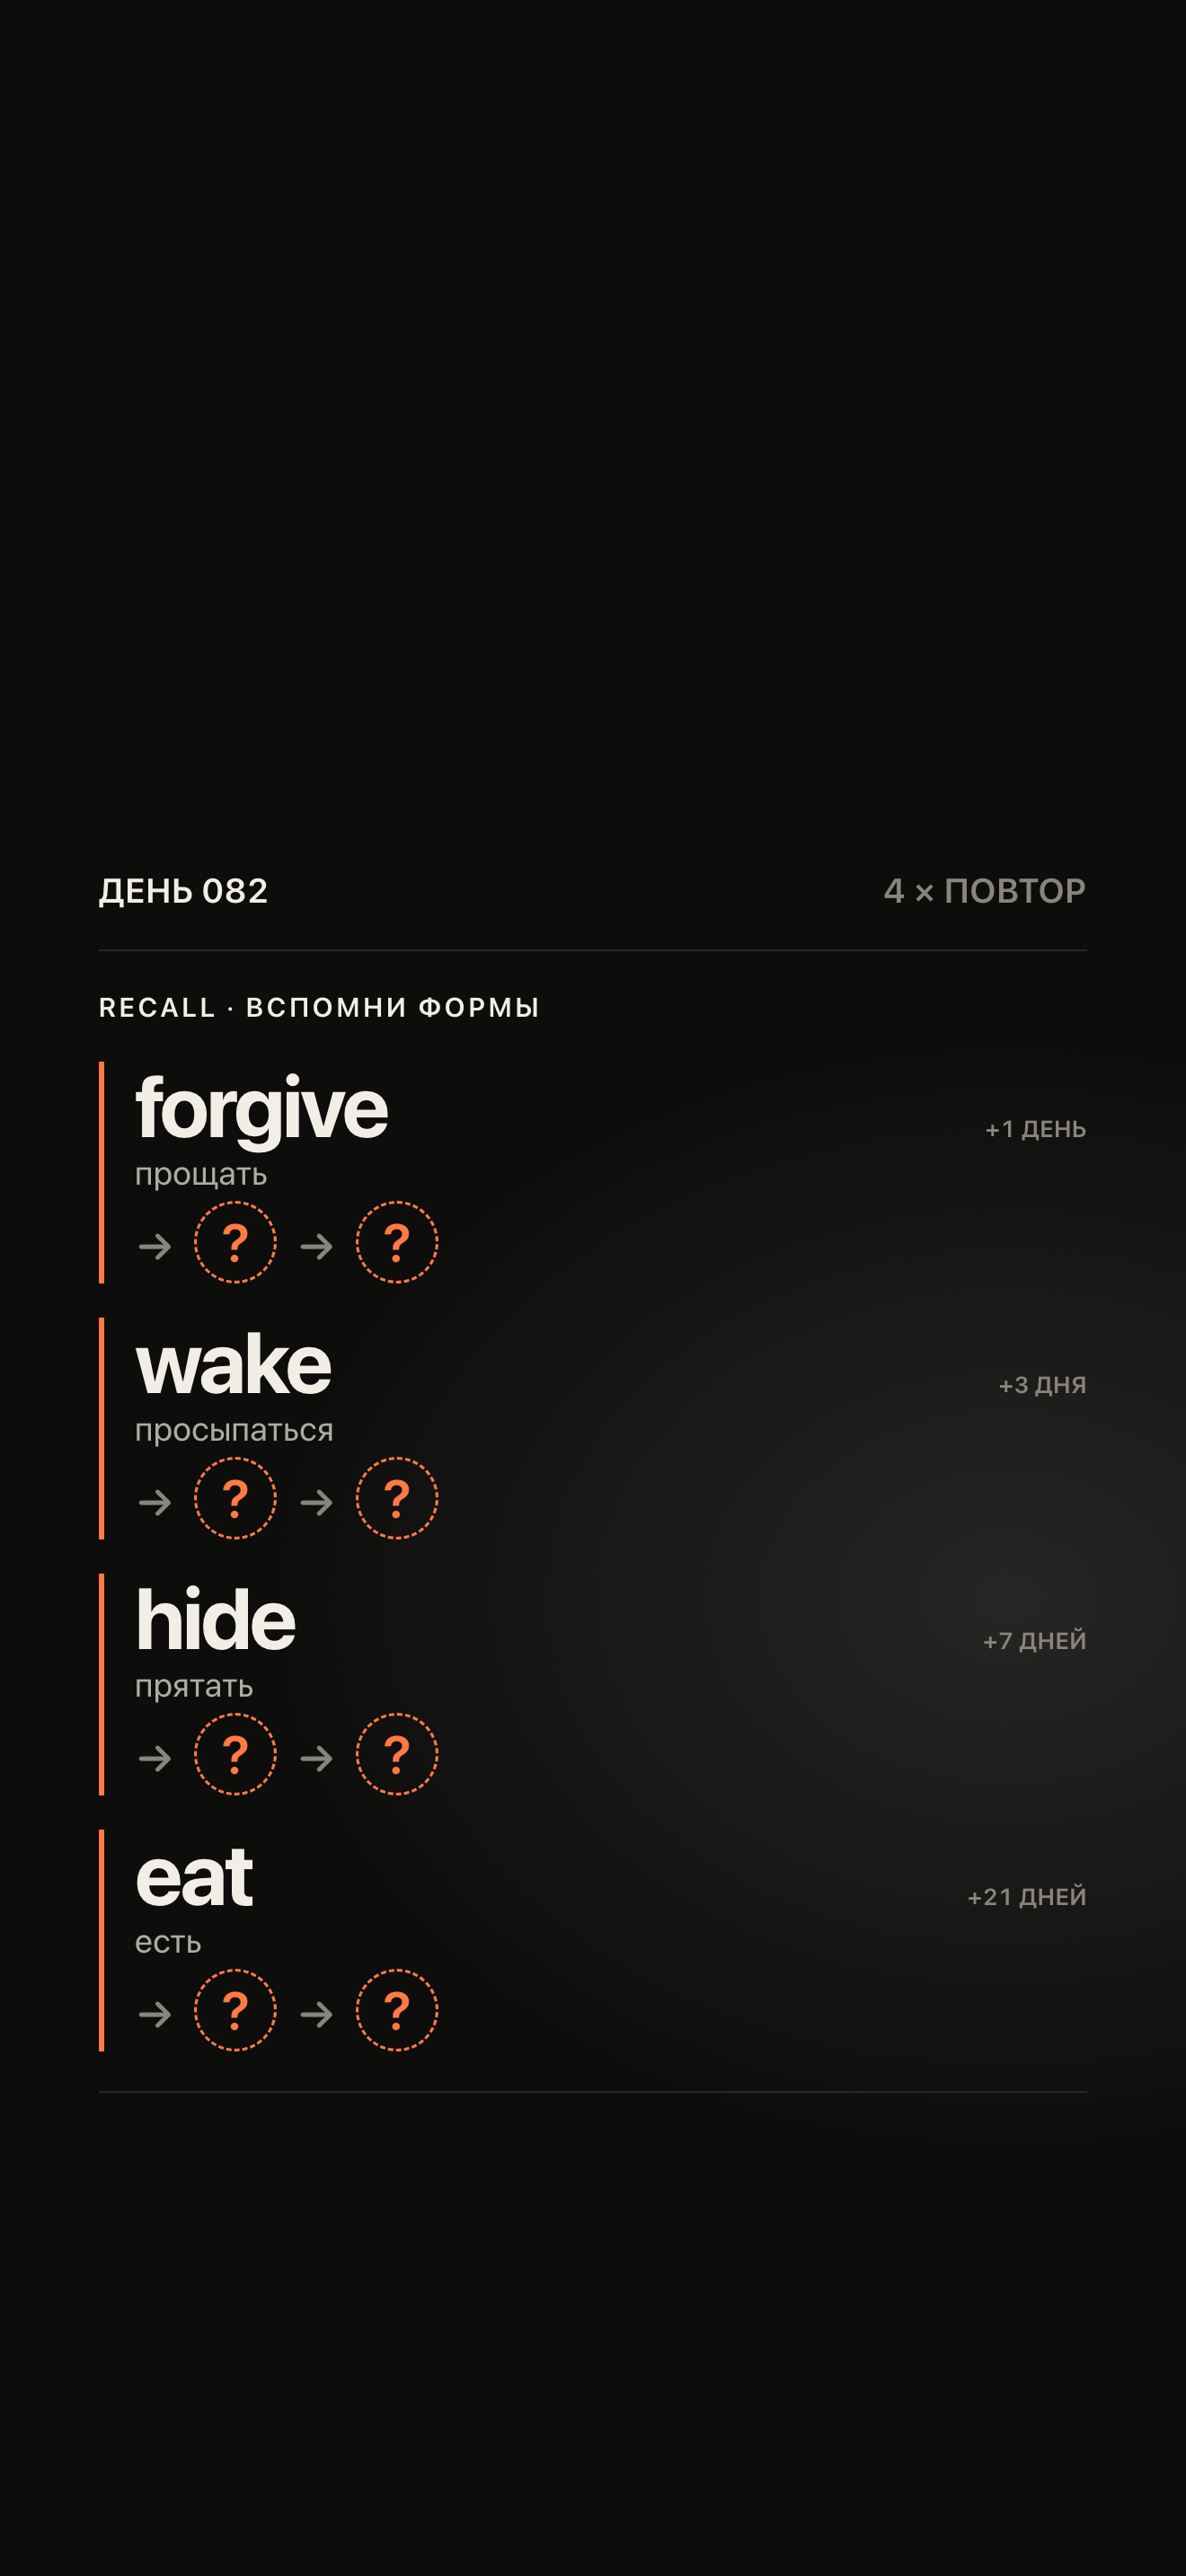 ДЕНЬ 082 4 × ПОВТОР
RECALL · ВСПОМНИ ФОРМЫ
forgive +1 ДЕНЬ
прощать
→ ? → ?
wake +3 ДНЯ
просыпаться
→ ? → ?
hide +7 ДНЕЙ
прятать
→ ? → ?
eat +21 ДНЕЙ
есть
→ ? → ?